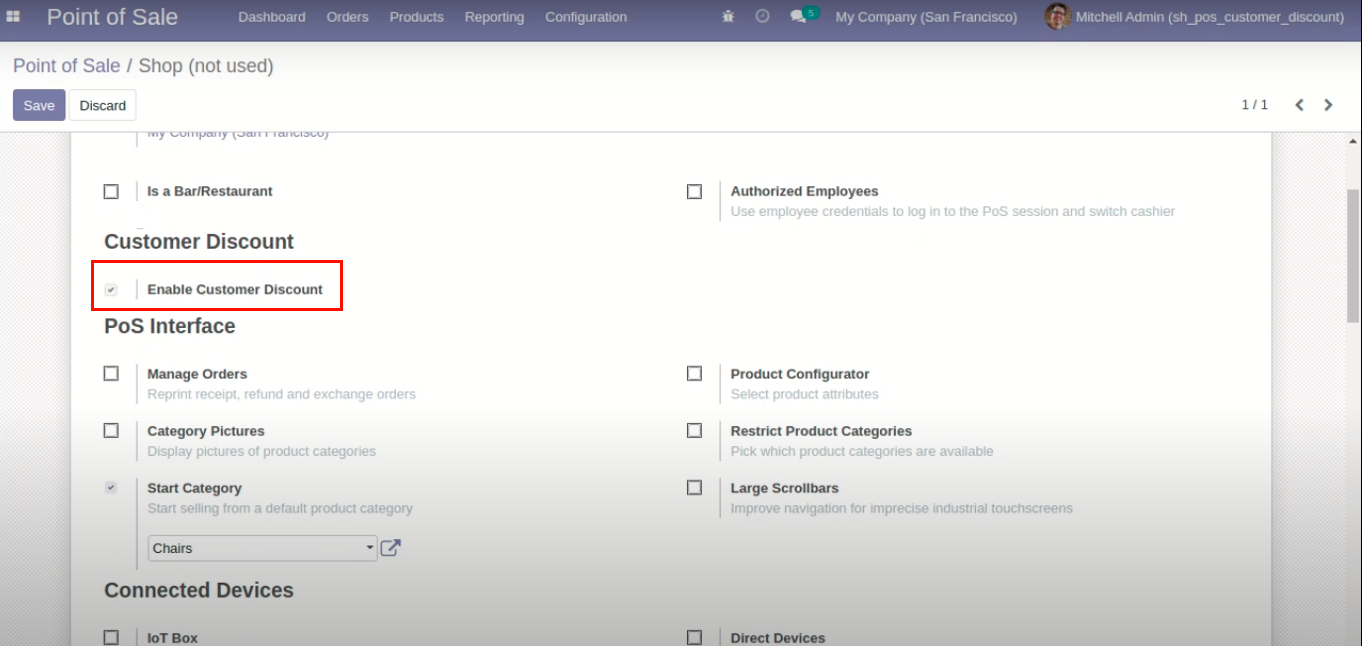 Point of Sale Dashboard Orders Products Reporting Configuration 5 My Company (San Francisco) Mitchell Admin (sh_pos_customer_discount)
Point of Sale / Shop (not used)
Save Discard 1 / 1
My Company (San Francisco)
Is a Bar/Restaurant
Authorized Employees
Use employee credentials to log in to the PoS session and switch cashier
Customer Discount
Enable Customer Discount
PoS Interface
Manage Orders
Reprint receipt, refund and exchange orders
Product Configurator
Select product attributes
Category Pictures
Display pictures of product categories
Restrict Product Categories
Pick which product categories are available
Start Category
Start selling from a default product category
Chairs
Large Scrollbars
Improve navigation for imprecise industrial touchscreens
Connected Devices
IoT Box
Direct Devices